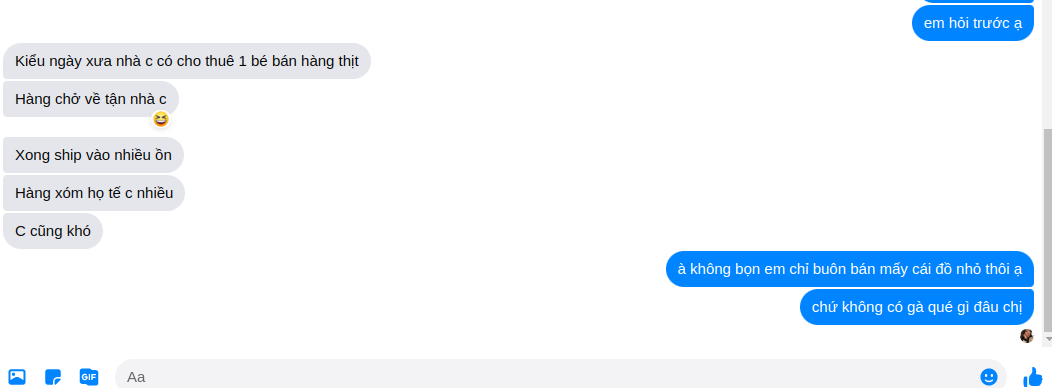 em hỏi trước ạ
Kiểu ngày xưa nhà c có cho thuê 1 bé bán hàng thịt
Hàng chở về tận nhà c
Xong ship vào nhiều ồn
Hàng xóm họ tế c nhiều
C cũng khó
à không bọn em chỉ buôn bán mấy cái đồ nhỏ thôi ạ
chứ không có gà qué gì đâu chị
GIF
Aa